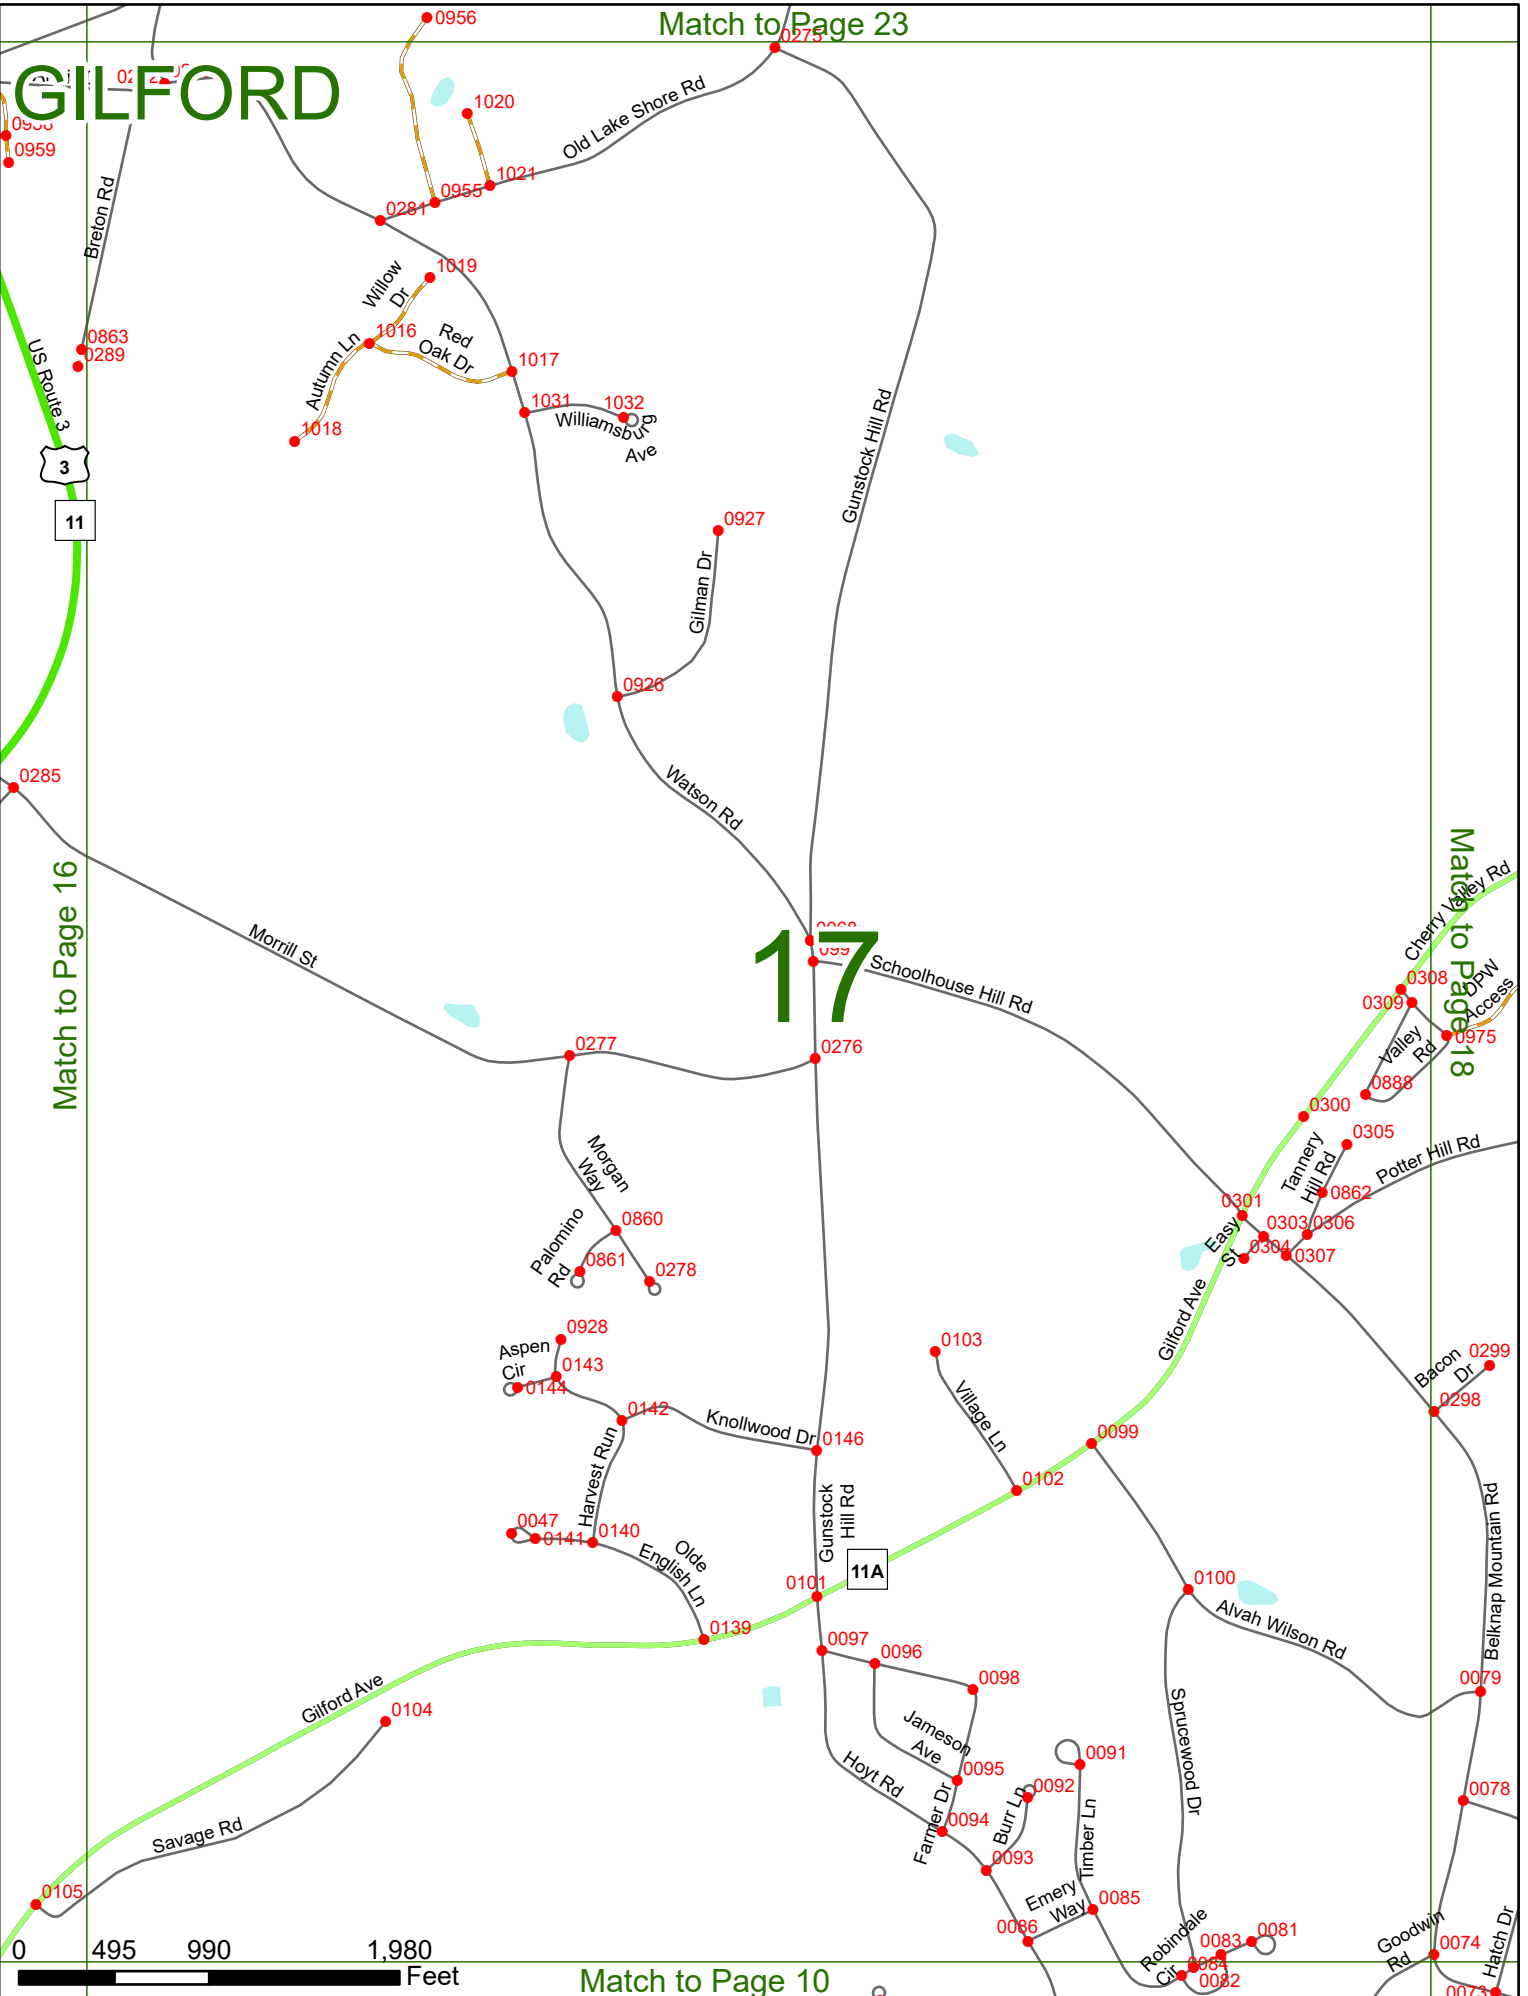 Match to Page 23
GILFORD
0956
0275
1020
0959
Old Lake Shore Rd
1021
0955
0281
Breton Rd
1019
Willow
Dr
1016
Red
Oak Dr
Autumn Ln
1017
0863
0289
US Route 3
1031
1032
Williamsburg
Ave
1018
3
11
Gunstock Hill Rd
0927
Gilman Dr
0926
0285
Watson Rd
Match to Page 16
Match to Page 18
Cherry Valley Rd
17
Morrill St
Schoolhouse Hill Rd
0308
0309
DPW
Access
0975
Valley
Rd
0277
0276
0888
0300
0305
Tannery
Hill Rd
Potter Hill Rd
0862
Morgan
Way
0301
0303
0306
Easy
St
0304
0307
0860
Palomino
Rd
0861
0278
Gilford Ave
0928
Aspen
Cir
0143
0144
0103
Bacon
Dr
0299
0298
0142
Knollwood Dr
0146
Village Ln
0099
Harvest Run
0102
Gunstock
Hill Rd
Belknap Mountain Rd
0047
0141
0140
Olde
English Ln
11A
0101
0100
Alvah Wilson Rd
0139
0097
0096
0098
0079
Gilford Ave
0104
Jameson
Ave
Sprucewood Dr
0091
Hoyt Rd
0095
0092
0078
Farmer Dr
Burr Ln
Timber Ln
0094
Savage Rd
0093
0105
Emery
Way
0085
0086
Robindale
Cir
0083
0081
0084
0082
Goodwin
Rd
0074
Hatch Dr
0073
0 495 990 1,980
Feet
Match to Page 10